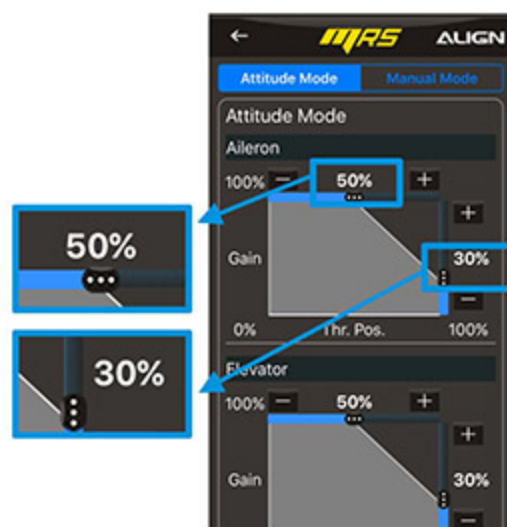 MRS ALIGN
Attitude Mode Manual Mode
Attitude Mode
Aileron
100% − 50% +
+
Gain 30%
−
0% Thr. Pos. 100%
Elevator
100% − 50% +
+
Gain 30%
−
50%
30%